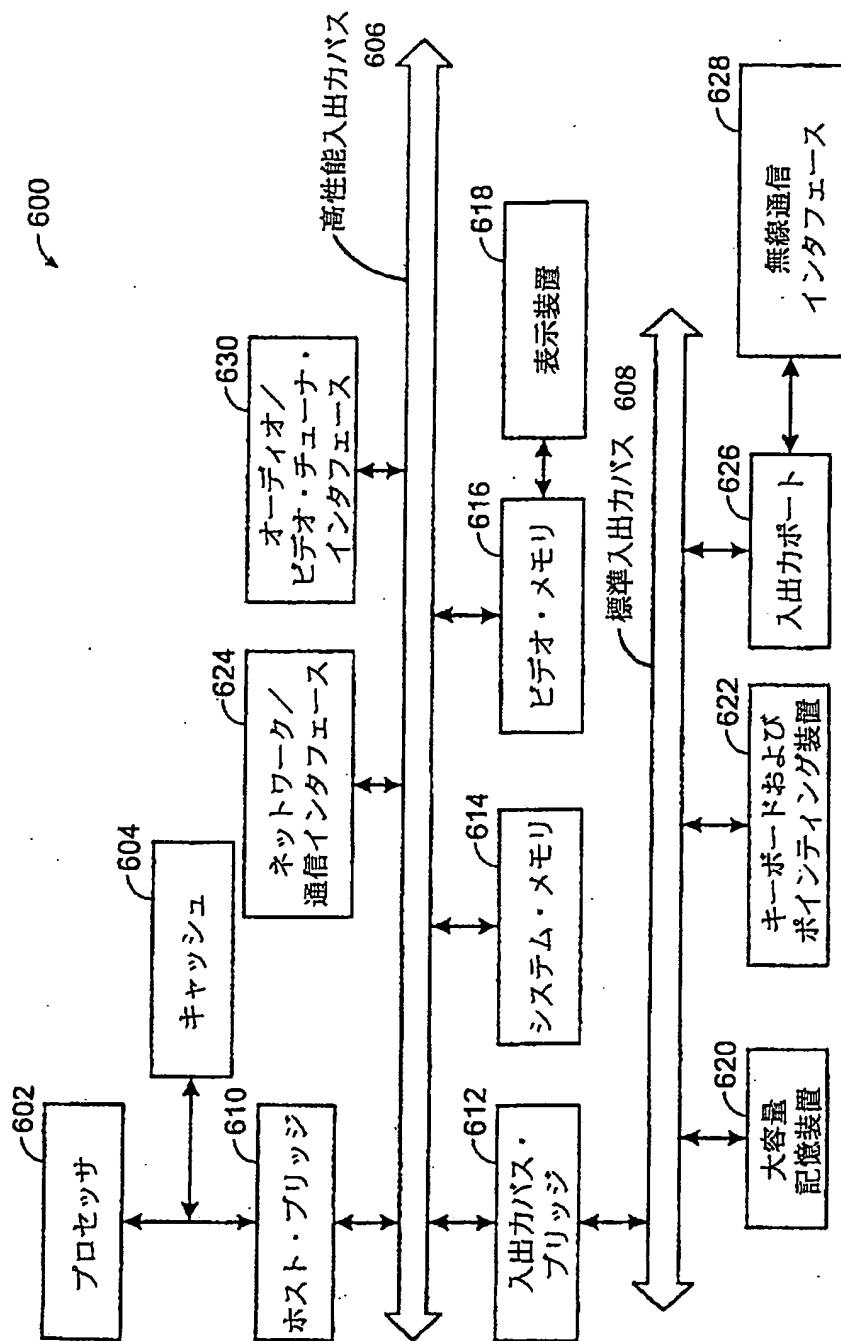 600
602
プロセッサ
604
キャッシュ
610
ホスト・ブリッジ
624
ネットワーク／
通信インタフェース
630
オーディオ／
ビデオ・チューナ・
インタフェース
高性能入出力バス
606
612
入出力バス・
ブリッジ
614
システム・メモリ
616
ビデオ・メモリ
618
表示装置
標準入出力バス 608
620
大容量
記憶装置
622
キーボードおよび
ポインティング装置
626
入出力ポート
628
無線通信
インタフェース